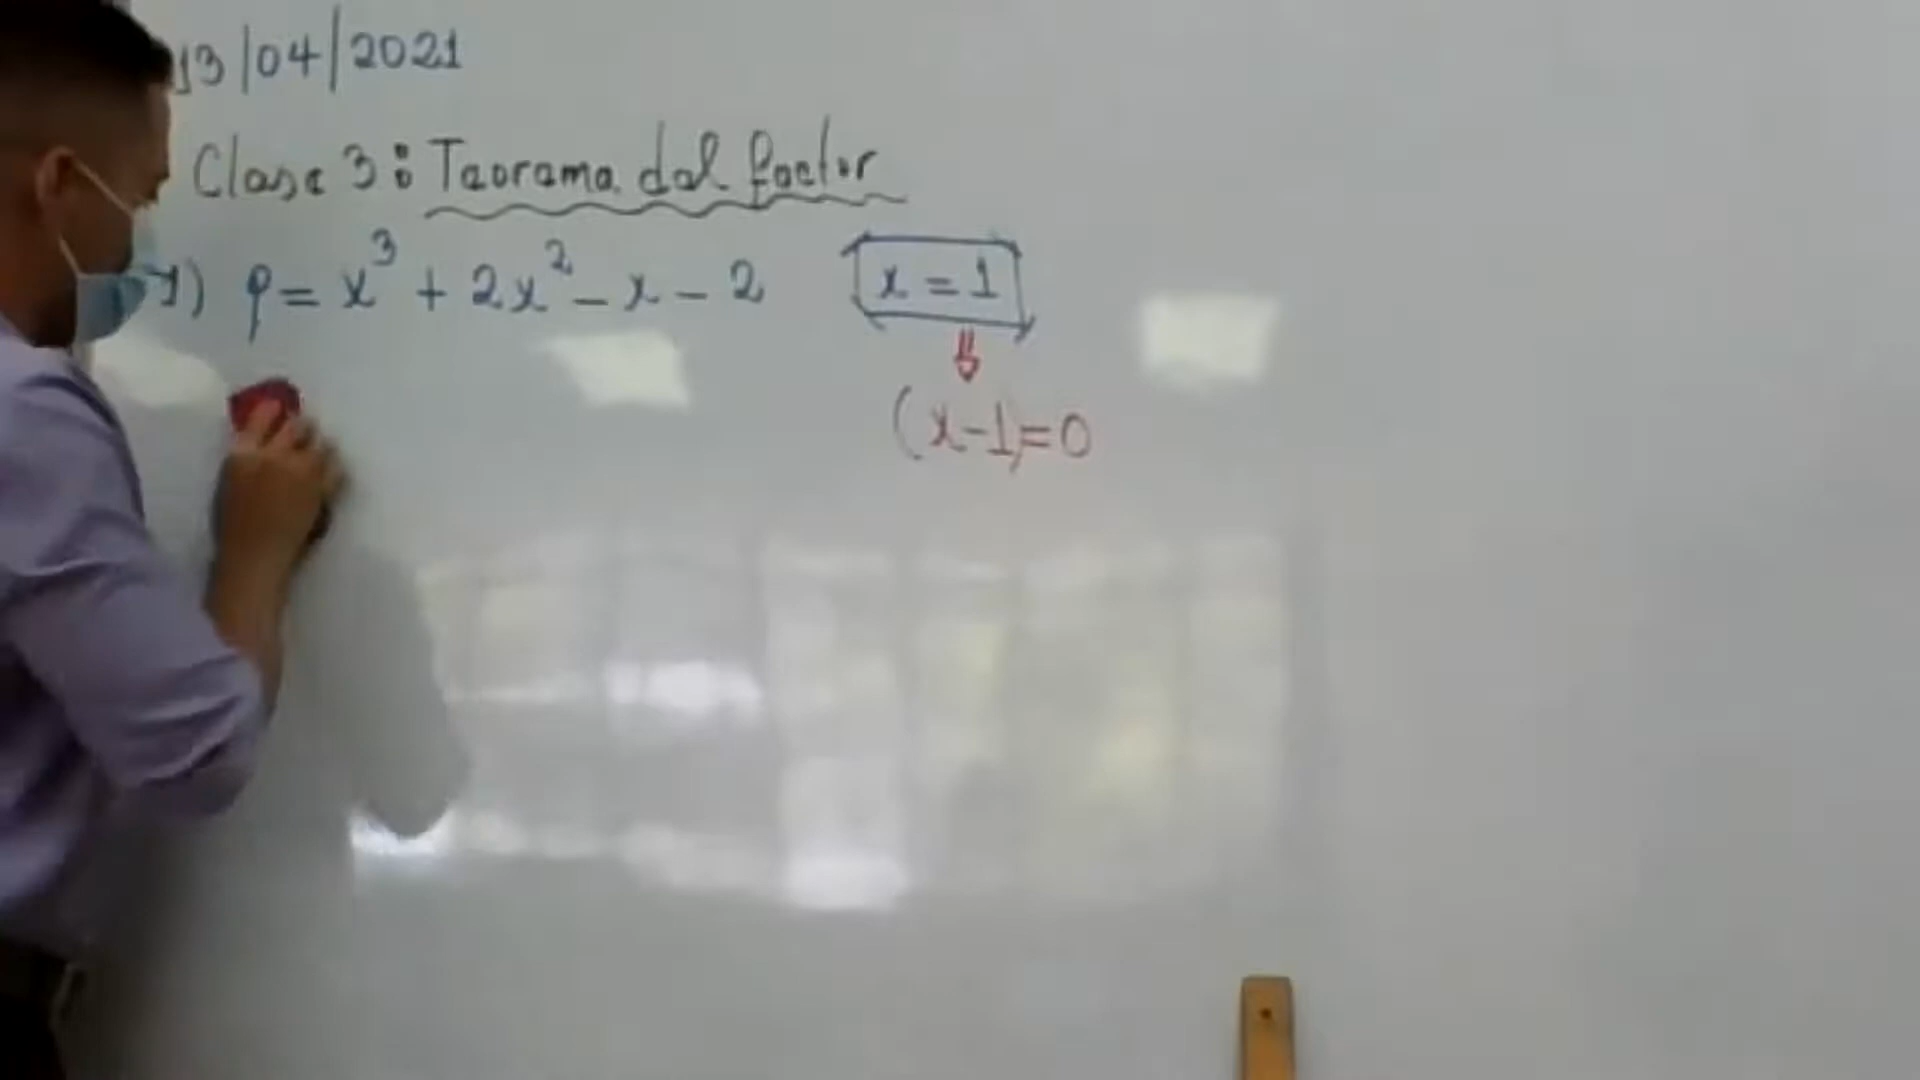 13/04/2021
Clase 3: Teorema del factor
1) P = x³ + 2x² - x - 2
x = 1
⇓
(x-1)=0